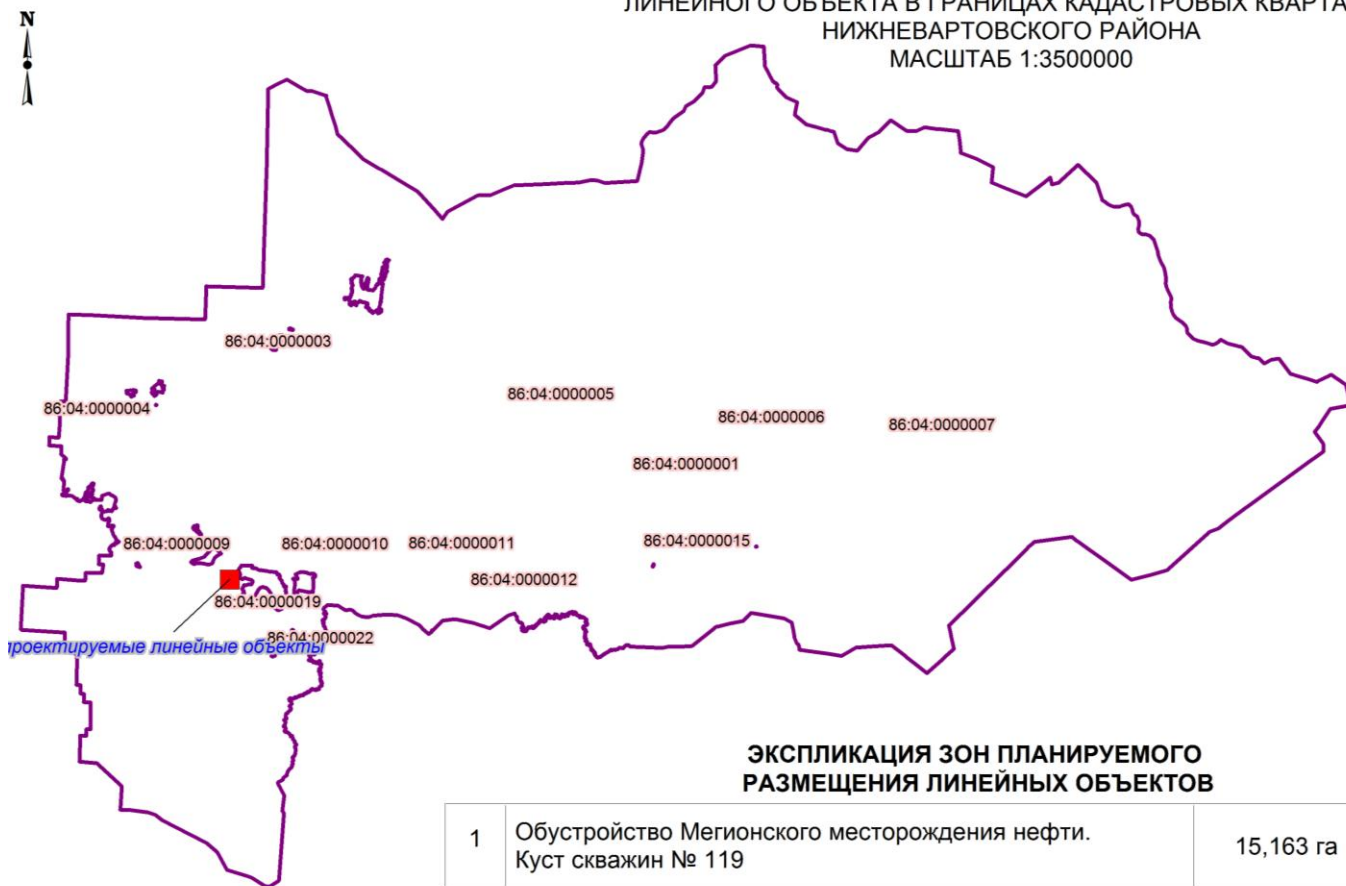 ЛИНЕЙНОГО ОБЪЕКТА В ГРАНИЦАХ КАДАСТРОВЫХ
НИЖНЕВАРТОВСКОГО РАЙОНА
МАСШТАБ 1:3500000
N
86:04:0000003
86:04:0000005
86:04:0000004
86:04:0000006
86:04:0000007
86:04:0000001
86:04:0000009
86:04:0000010
86:04:0000011
86:04:0000015
86:04:0000012
86:04:0000019
86:04:0000022
проектируемые линейные объекты
ЭКСПЛИКАЦИЯ ЗОН ПЛАНИРУЕМОГО
РАЗМЕЩЕНИЯ ЛИНЕЙНЫХ ОБЪЕКТОВ
1 Обустройство Мегионского месторождения нефти. 15,163 га
Куст скважин № 119